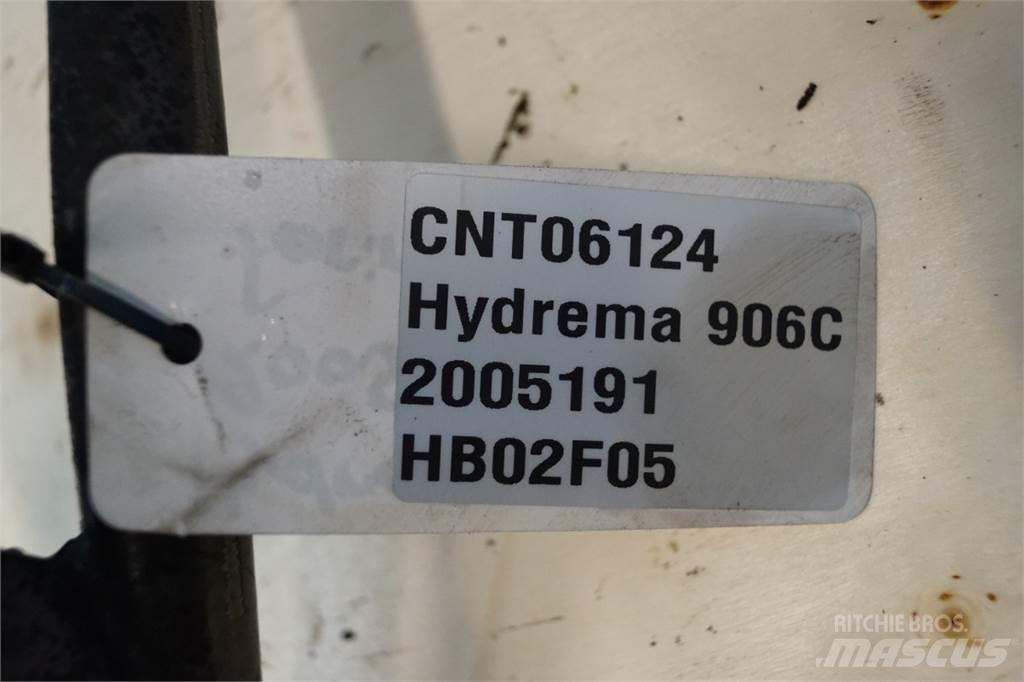 CNT06124
Hydrema 906C
2005191
HB02F05
RITCHIE BROS.
MASCUS